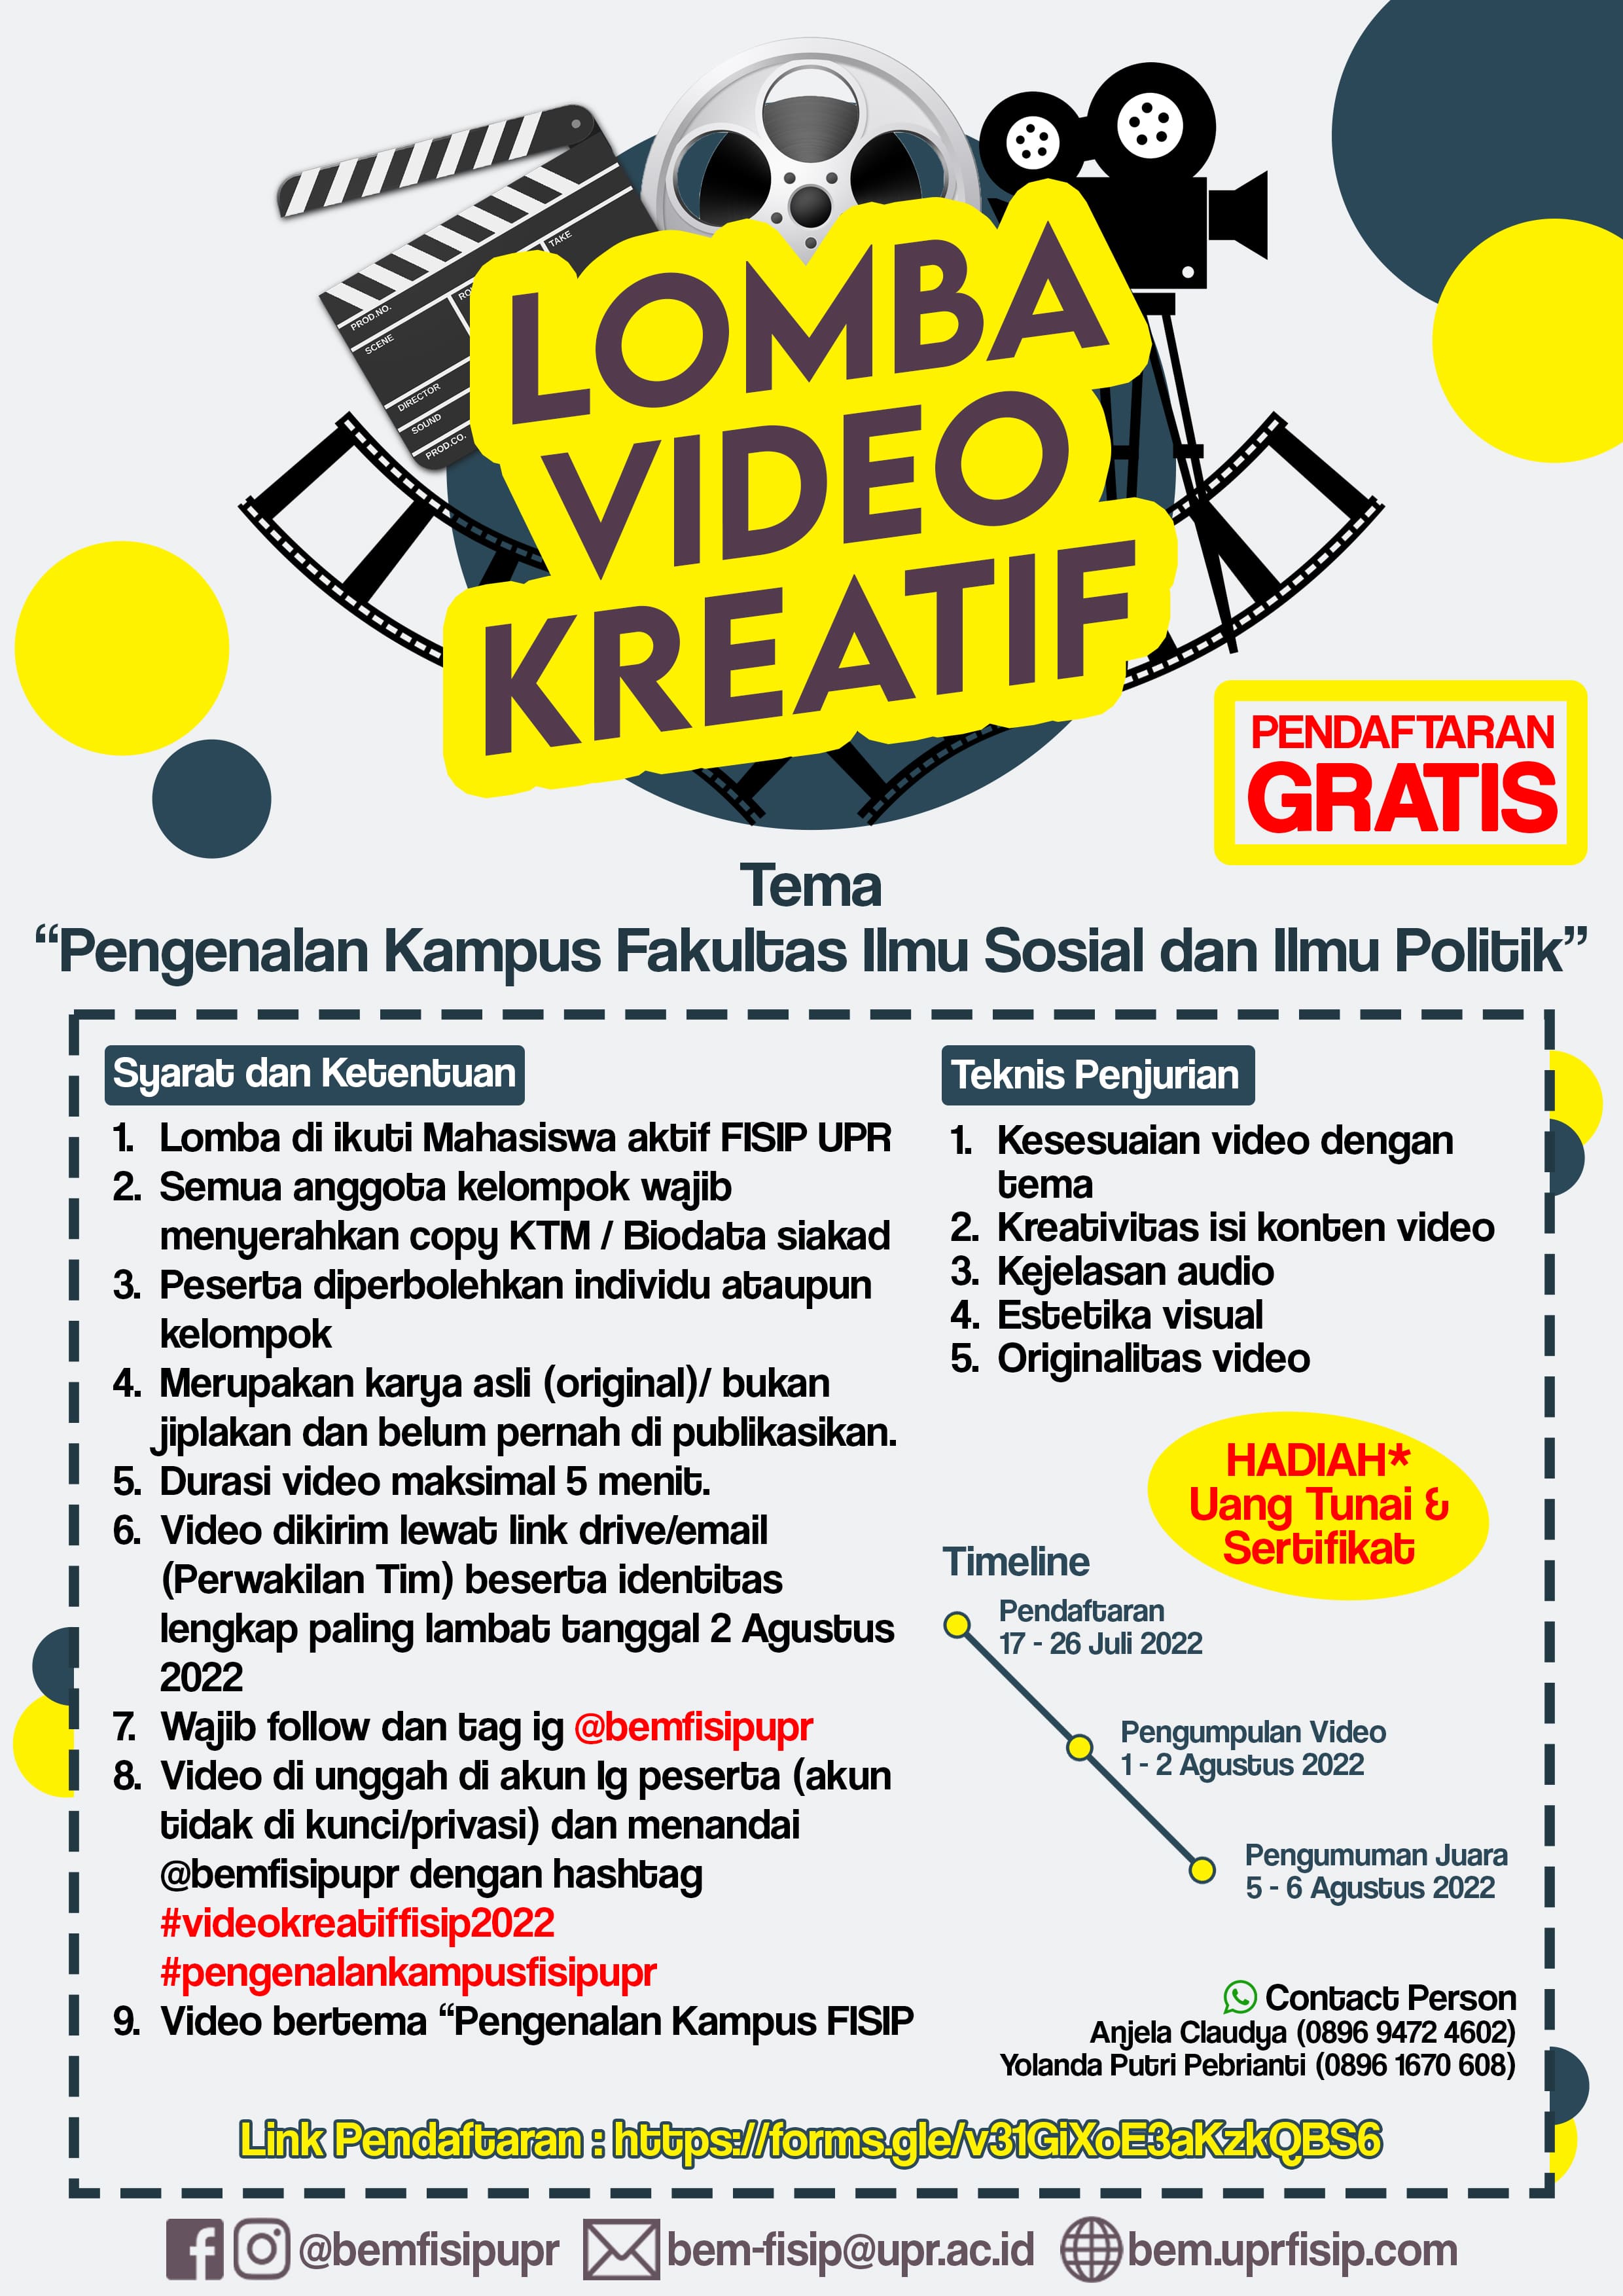 PROD.NO.
SCENE
RO
TAKE
DIRECTOR
SOUND
PROD.CO.
LOMBA
VIDEO
KREATIF
PENDAFTARAN
GRATIS
Tema
“Pengenalan Kampus Fakultas Ilmu Sosial dan Ilmu Politik”
Syarat dan Ketentuan
1. Lomba di ikuti Mahasiswa aktif FISIP UPR
2. Semua anggota kelompok wajib
menyerahkan copy KTM / Biodata siakad
3. Peserta diperbolehkan individu ataupun
kelompok
4. Merupakan karya asli (original)/ bukan
jiplakan dan belum pernah di publikasikan.
5. Durasi video maksimal 5 menit.
6. Video dikirim lewat link drive/email
(Perwakilan Tim) beserta identitas
lengkap paling lambat tanggal 2 Agustus
2022
7. Wajib follow dan tag ig @bemfisipupr
8. Video di unggah di akun Ig peserta (akun
tidak di kunci/privasi) dan menandai
@bemfisipupr dengan hashtag
#videokreatiffisip2022
#pengenalankampusfisipupr
9. Video bertema “Pengenalan Kampus FISIP
Teknis Penjurian
1. Kesesuaian video dengan
tema
2. Kreativitas isi konten video
3. Kejelasan audio
4. Estetika visual
5. Originalitas video
HADIAH*
Uang Tunai &
Sertifikat
Timeline
Pendaftaran
17 - 26 Juli 2022
Pengumpulan Video
1 - 2 Agustus 2022
Pengumuman Juara
5 - 6 Agustus 2022
Contact Person
Anjela Claudya (0896 9472 4602)
Yolanda Putri Pebrianti (0896 1670 608)
Link Pendaftaran : https://forms.gle/v31GiXoE3aKzkQBS6
@bemfisipupr bem-fisip@upr.ac.id bem.uprfisip.com